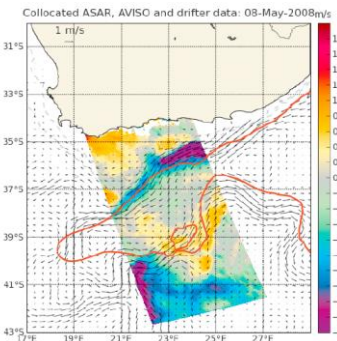 Collocated ASAR, AVISO and drifter data: 08-May-2008 m/s
1 m/s
31°S
33°S
35°S
37°S
39°S
41°S
43°S
17°E 19°E 21°E 23°E 25°E 27°E